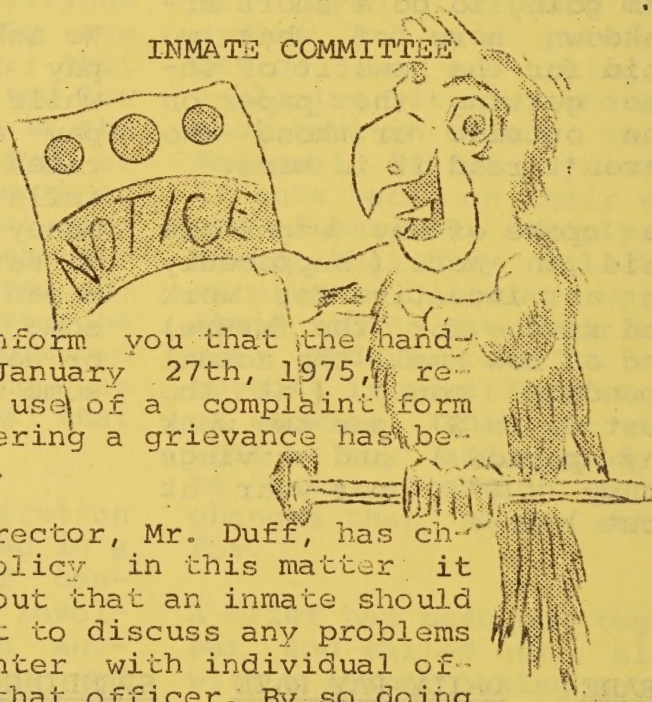 INMATE COMMITTEE
NOTICE
nform you that the hand-
January 27th, 1975, re-
use of a complaint form
ering a grievance has be-
.
rector, Mr. Duff, has ch-
olicy in this matter it
out that an inmate should
t to discuss any problems
nter with individual of-
that officer. By so doing